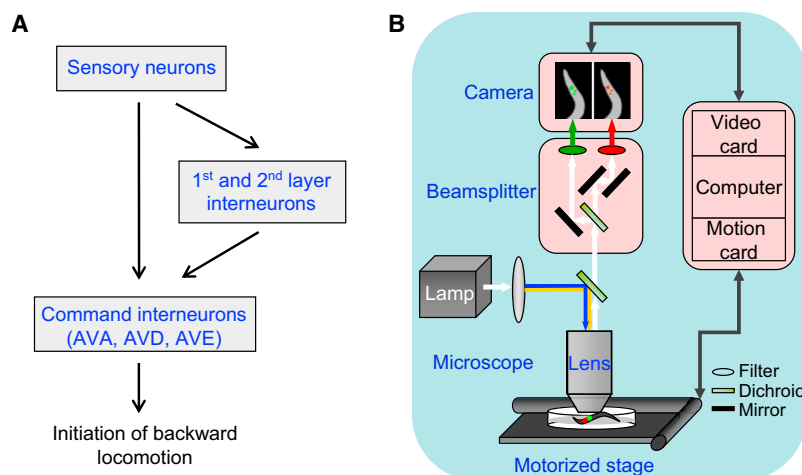 A
Sensory neurons
1st and 2nd layer
interneurons
Command interneurons
(AVA, AVD, AVE)
Initiation of backward
locomotion
B
Camera
Beamsplitter
Lamp
Microscope
Lens
Motorized stage
Video
card
Computer
Motion
card
Filter
Dichroic
Mirror